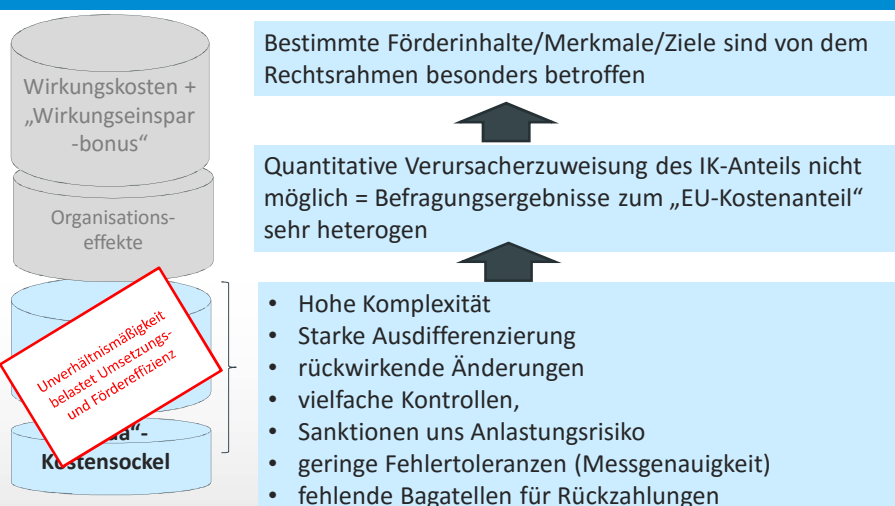 Wirkungskosten +
„Wirkungseinspar
-bonus“
Organisations-
effekte
Unverhältnismäßigkeit
belastet Umsetzungs-
und Fördereffizienz
Kostensockel
Bestimmte Förderinhalte/Merkmale/Ziele sind von dem
Rechtsrahmen besonders betroffen
Quantitative Verursacherzuweisung des IK-Anteils nicht
möglich = Befragungsergebnisse zum „EU-Kostenanteil“
sehr heterogen
• Hohe Komplexität
• Starke Ausdifferenzierung
• rückwirkende Änderungen
• vielfache Kontrollen,
• Sanktionen uns Anlastungsrisiko
• geringe Fehlertoleranzen (Messgenauigkeit)
• fehlende Bagatellen für Rückzahlungen